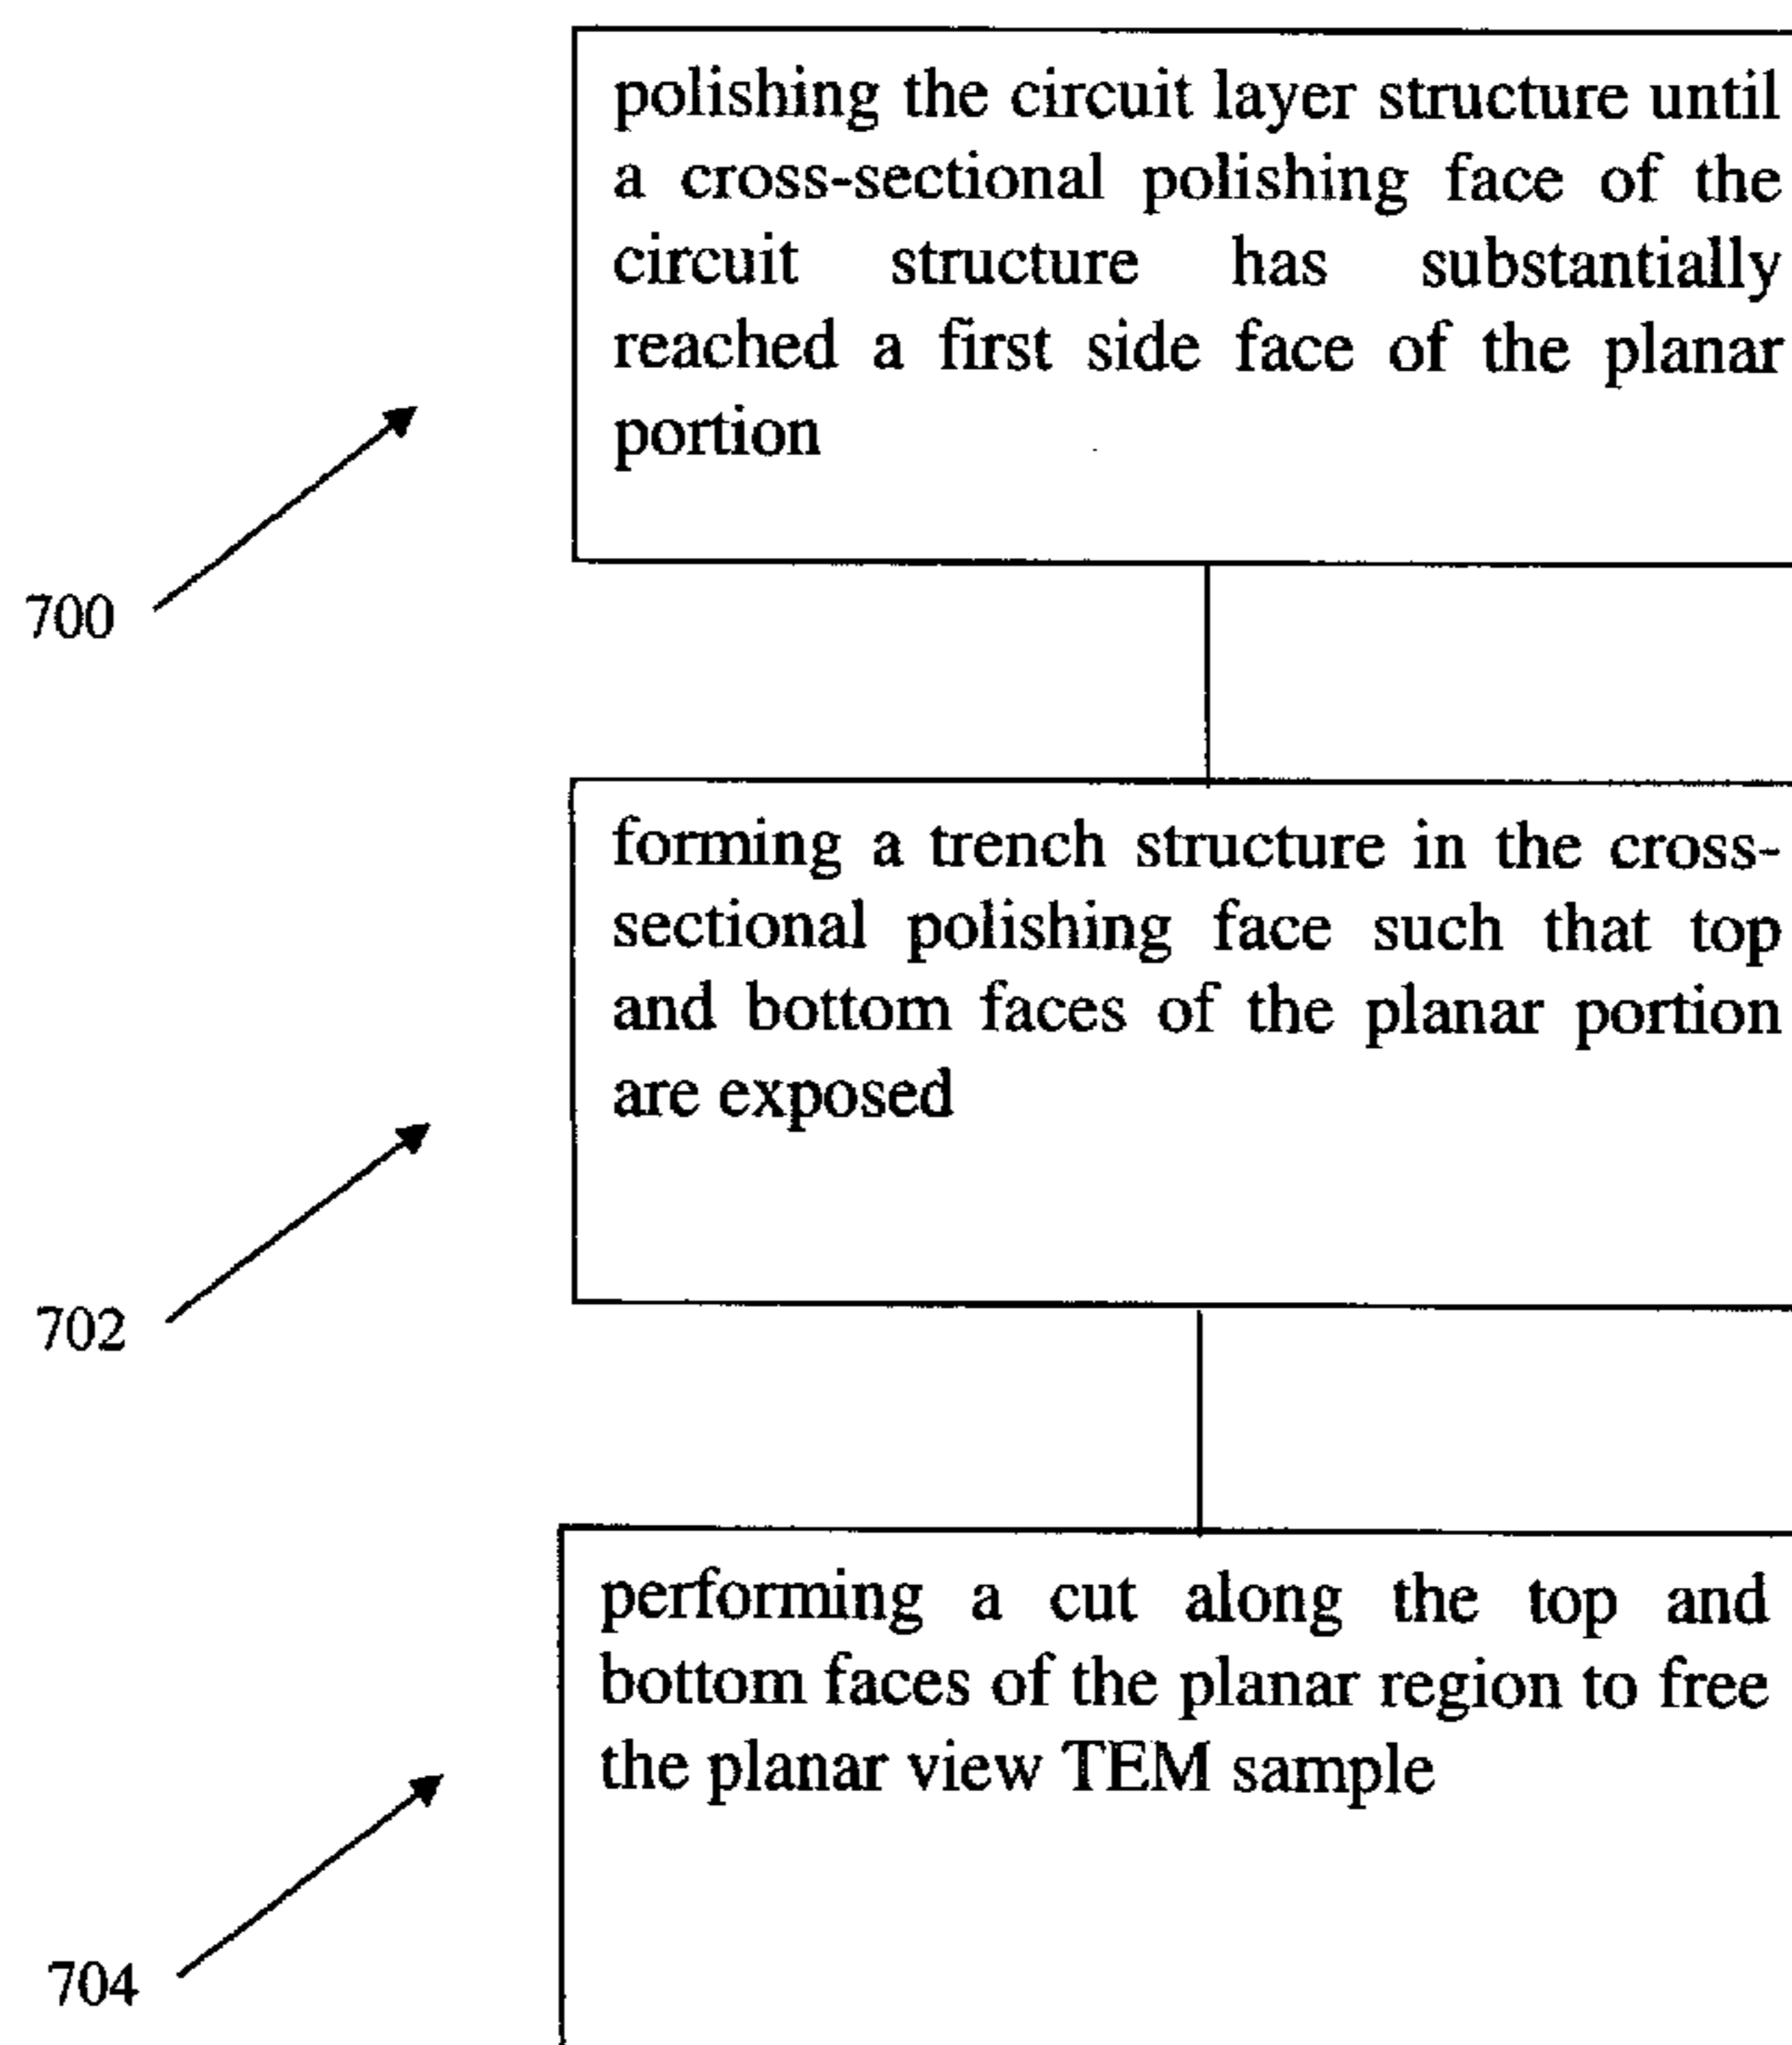 polishing the circuit layer structure until
a cross-sectional polishing face of the
circuit structure has substantially
reached a first side face of the planar
portion
700
forming a trench structure in the cross-
sectional polishing face such that top
and bottom faces of the planar portion
are exposed
702
performing a cut along the top and
bottom faces of the planar region to free
the planar view TEM sample
704